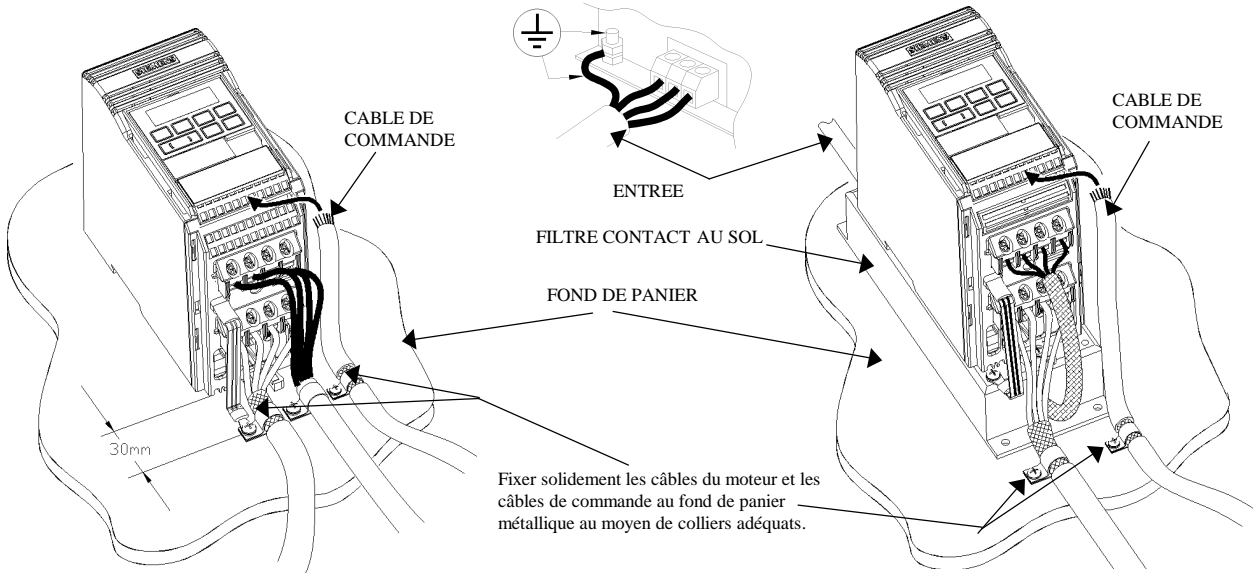 CABLE DE
COMMANDE
ENTREE
CABLE DE
COMMANDE
FILTRE CONTACT AU SOL
FOND DE PANIER
30mm
Fixer solidement les câbles du moteur et les
câbles de commande au fond de panier
métallique au moyen de colliers adéquats.